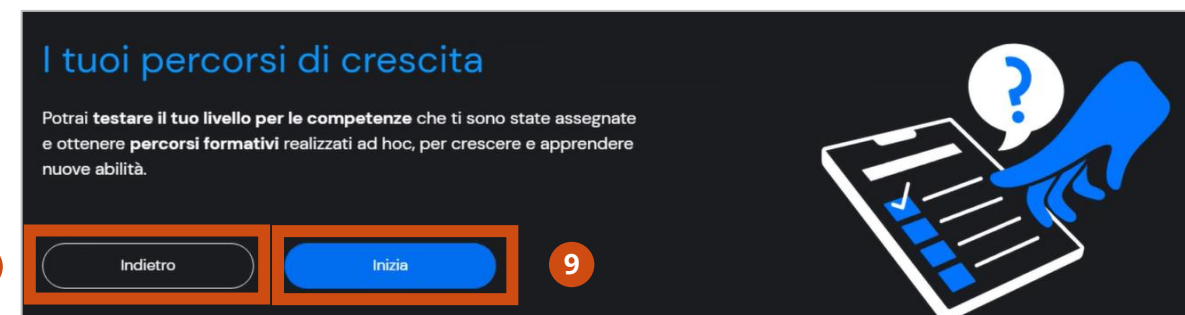 I tuoi percorsi di crescita
Potrai testare il tuo livello per le competenze che ti sono state assegnate
e ottenere percorsi formativi realizzati ad hoc, per crescere e apprendere
nuove abilità.
Indietro
Inizia
9
?